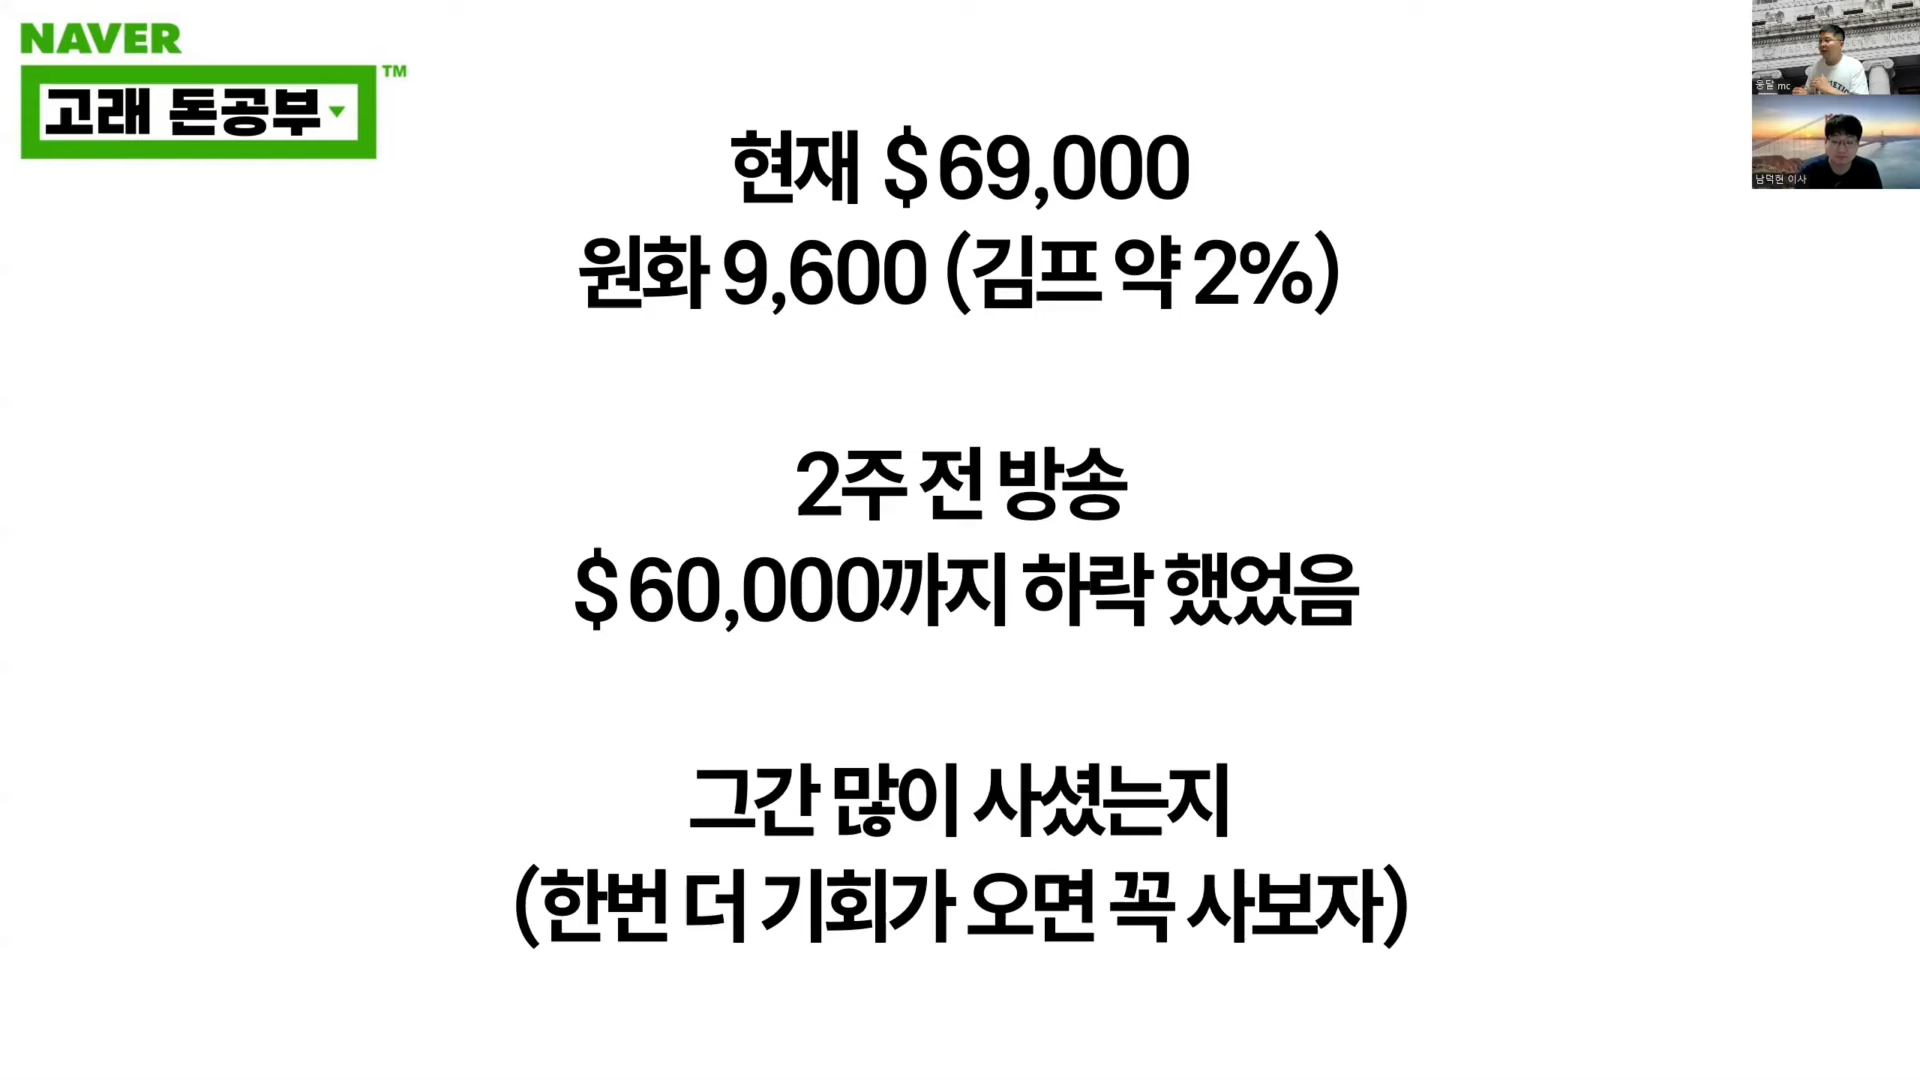 NAVER
고래 돈공부
TM
현재 $69,000
원화 9,600 (김프 약 2%)
2주 전 방송
$60,000까지 하락 했었음
그간 많이 사셨는지
(한번 더 기회가 오면 꼭 사보자)
웅달 mc
남덕현 이사